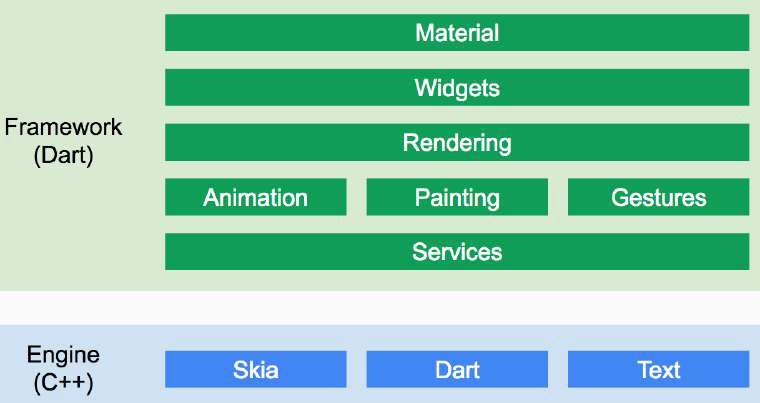 Material
Widgets
Framework
(Dart)
Rendering
Animation Painting Gestures
Services
Engine
(C++)
Skia Dart Text